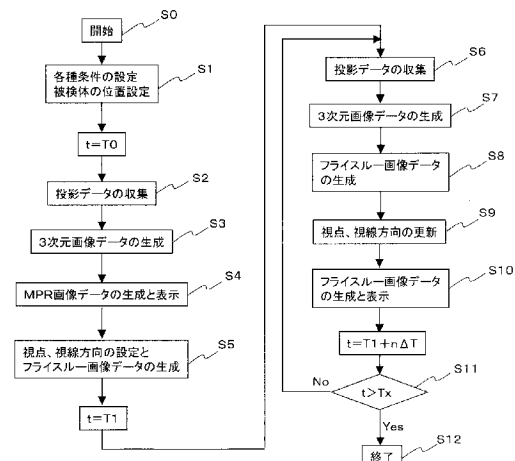 開始
S0
各種条件の設定
被検体の位置設定
S1
t=T0
投影データの収集
S2
3次元画像データの生成
S3
MPR画像データの生成と表示
S4
視点、視線方向の設定と
フライスルー画像データの生成
S5
t=T1
投影データの収集
S6
3次元画像データの生成
S7
フライスルー画像データ
の生成
S8
視点、視線方向の更新
S9
フライスルー画像データ
の生成と表示
S10
t=T1+nΔT
t>Tx
S11
No
Yes
終了
S12